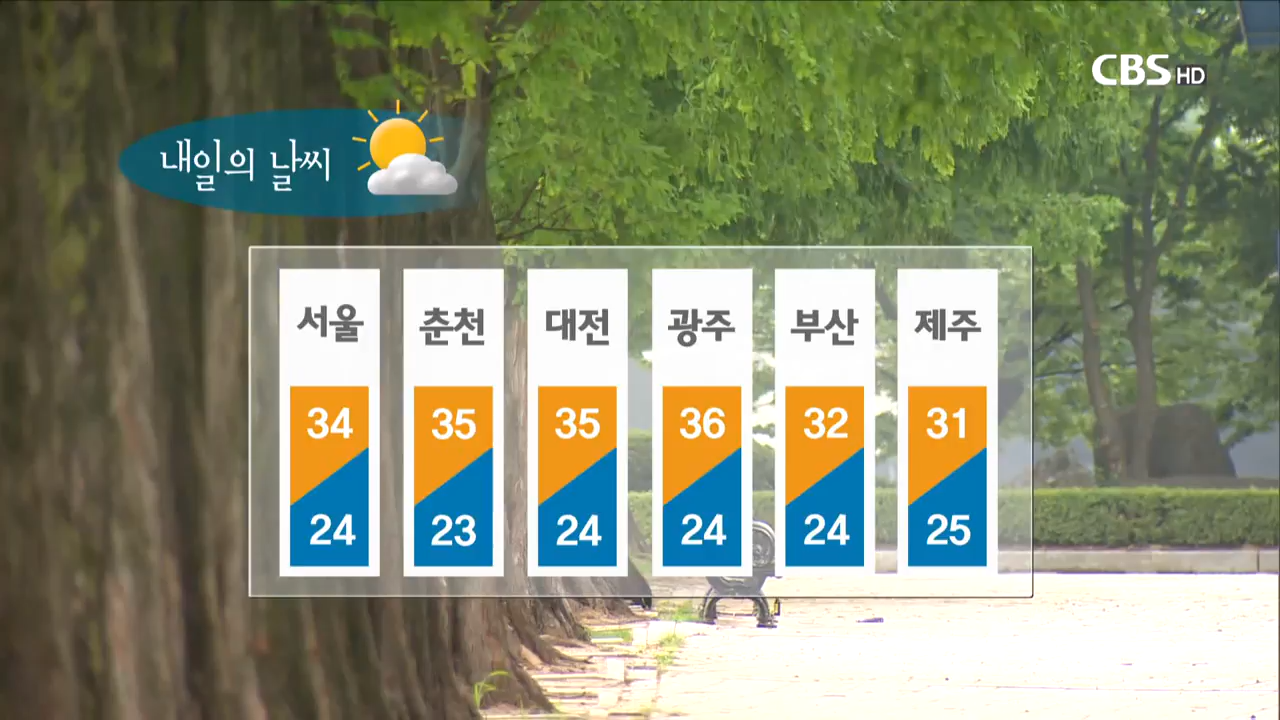 CBS HD
내일의 날씨
서울 춘천 대전 광주 부산 제주
34 35 35 36 32 31
24 23 24 24 24 25